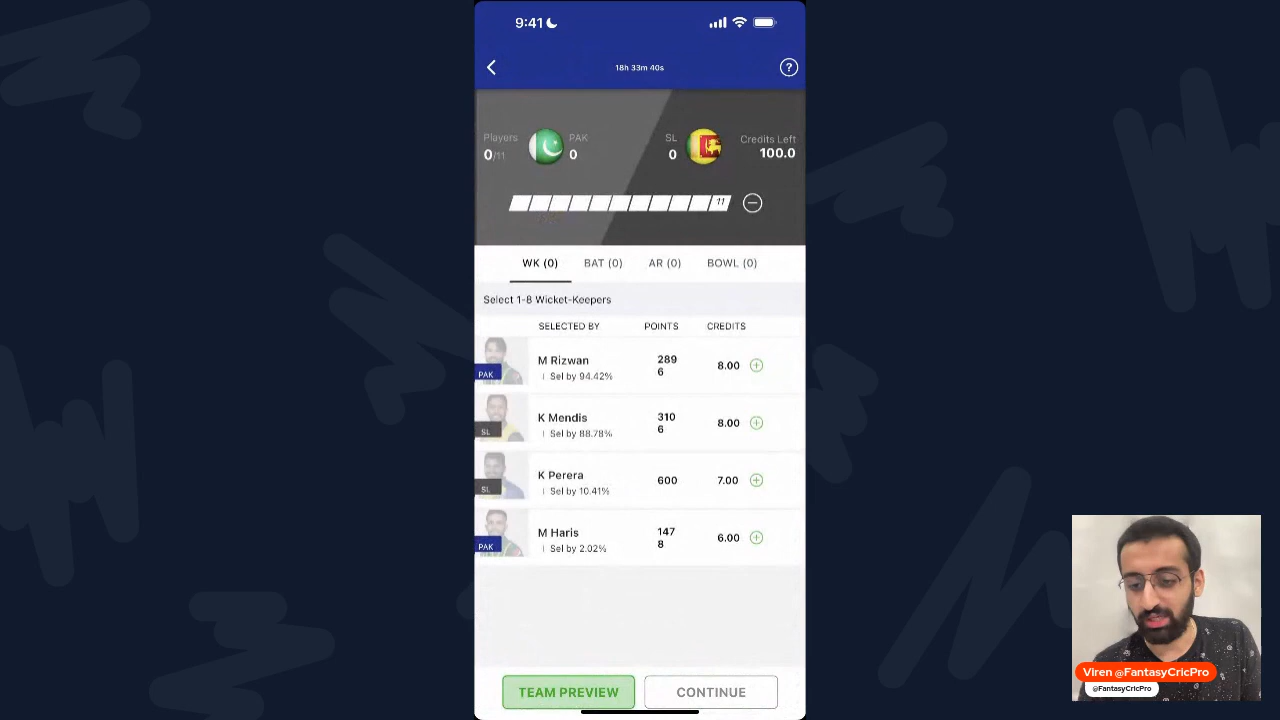 9:41
18h 33m 40s
?
Players
0/11
PAK
0
SL
0
Credits Left
100.0
11
WK (0) BAT (0) AR (0) BOWL (0)
Select 1-8 Wicket-Keepers
SELECTED BY POINTS CREDITS
PAK
M Rizwan
Sel by 94.42%
289
6
8.00
SL
K Mendis
Sel by 88.78%
310
6
8.00
SL
K Perera
Sel by 10.41%
600
7.00
PAK
M Haris
Sel by 2.02%
147
8
6.00
TEAM PREVIEW CONTINUE
Viren @FantasyCricPro
@FantasyCricPro